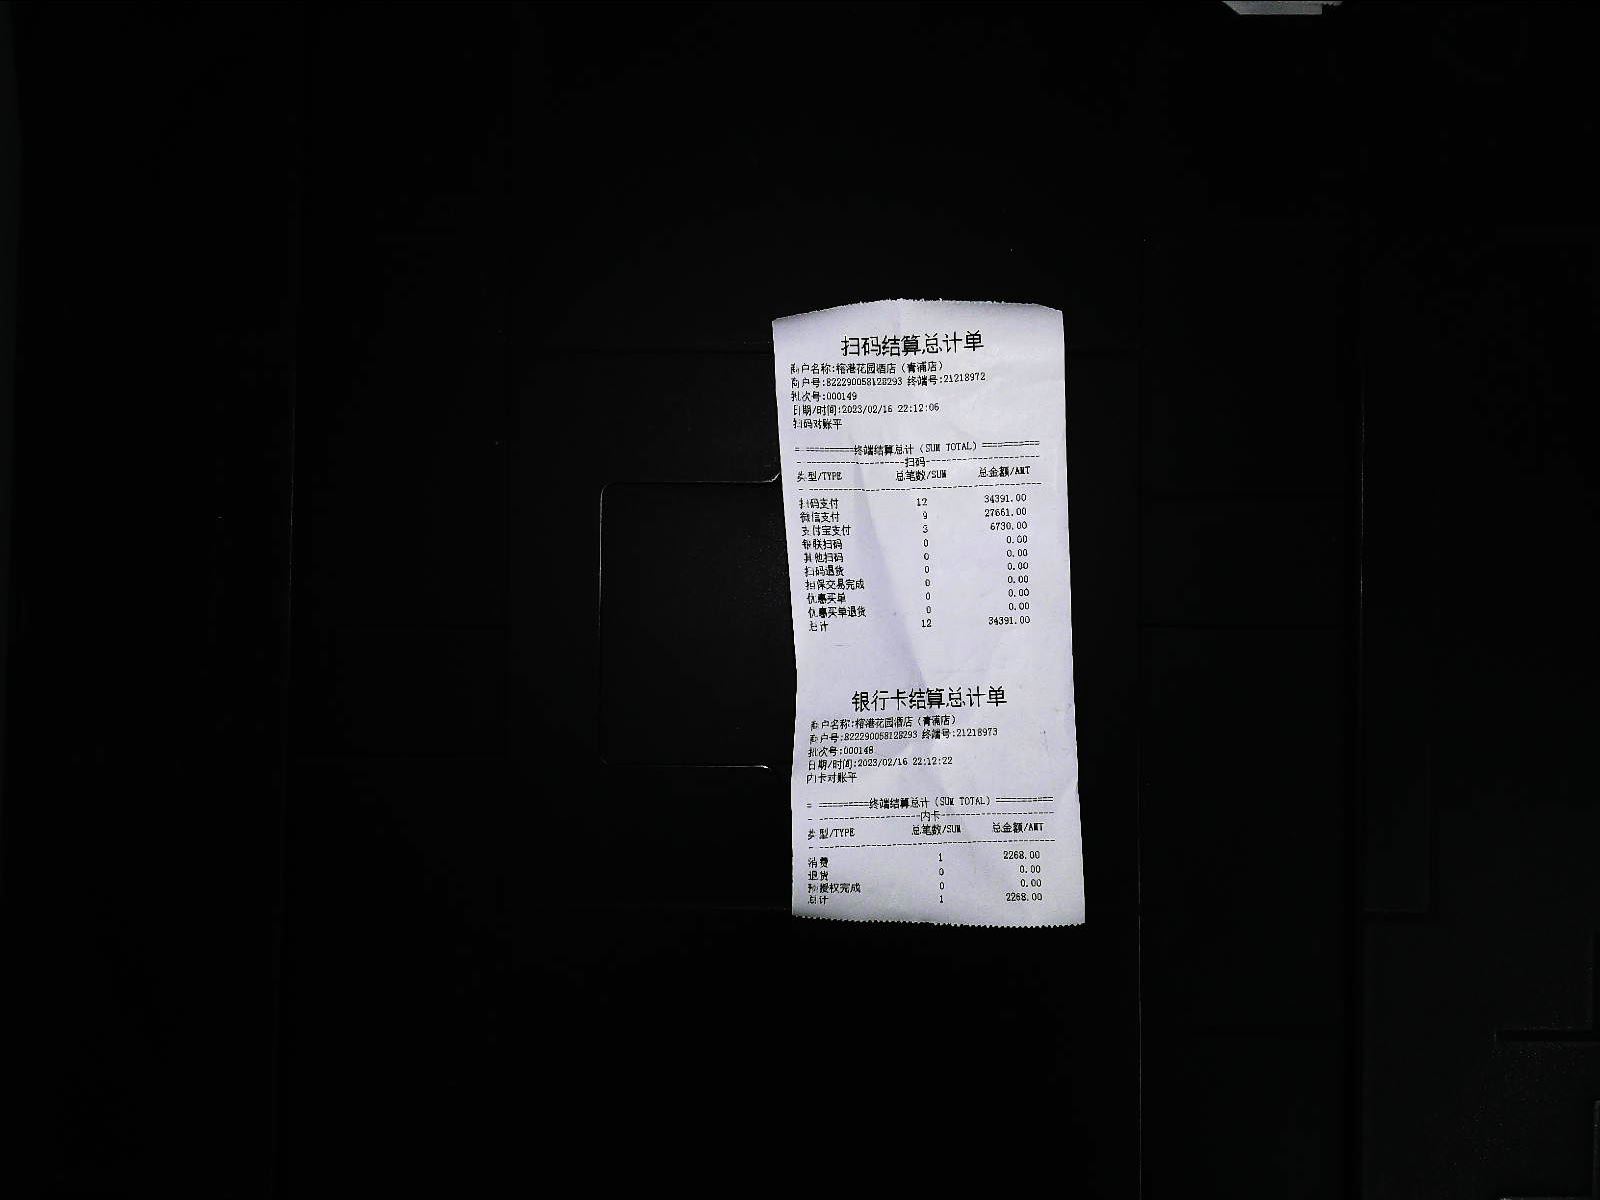 扫码结算总计单
商户名称:榕港花园酒店（青浦店）
商户号:822290058128293 终端号:21218972
批次号:000149
日期/时间:2023/02/16 22:12:06
扫码对账平
= ==========终端结算总计（SUM TOTAL）============
- ---------------------扫码------------------------
类型/TYPE 总笔数/SUM 总金额/AMT
扫码支付 12 34391.00
微信支付 9 27661.00
支付宝支付 3 6730.00
银联扫码 0 0.00
其他扫码 0 0.00
扫码退货 0 0.00
担保交易完成 0 0.00
优惠买单 0 0.00
优惠买单退货 0 0.00
总计 12 34391.00
银行卡结算总计单
商户名称:榕港花园酒店（青浦店）
商户号:822290058128293 终端号:21218973
批次号:000148
日期/时间:2023/02/16 22:12:22
内卡对账平
= ==========终端结算总计（SUM TOTAL）============
- ---------------------内卡------------------------
类型/TYPE 总笔数/SUM 总金额/AMT
消费 1 2268.00
退货 0 0.00
预授权完成 0 0.00
总计 1 2268.00